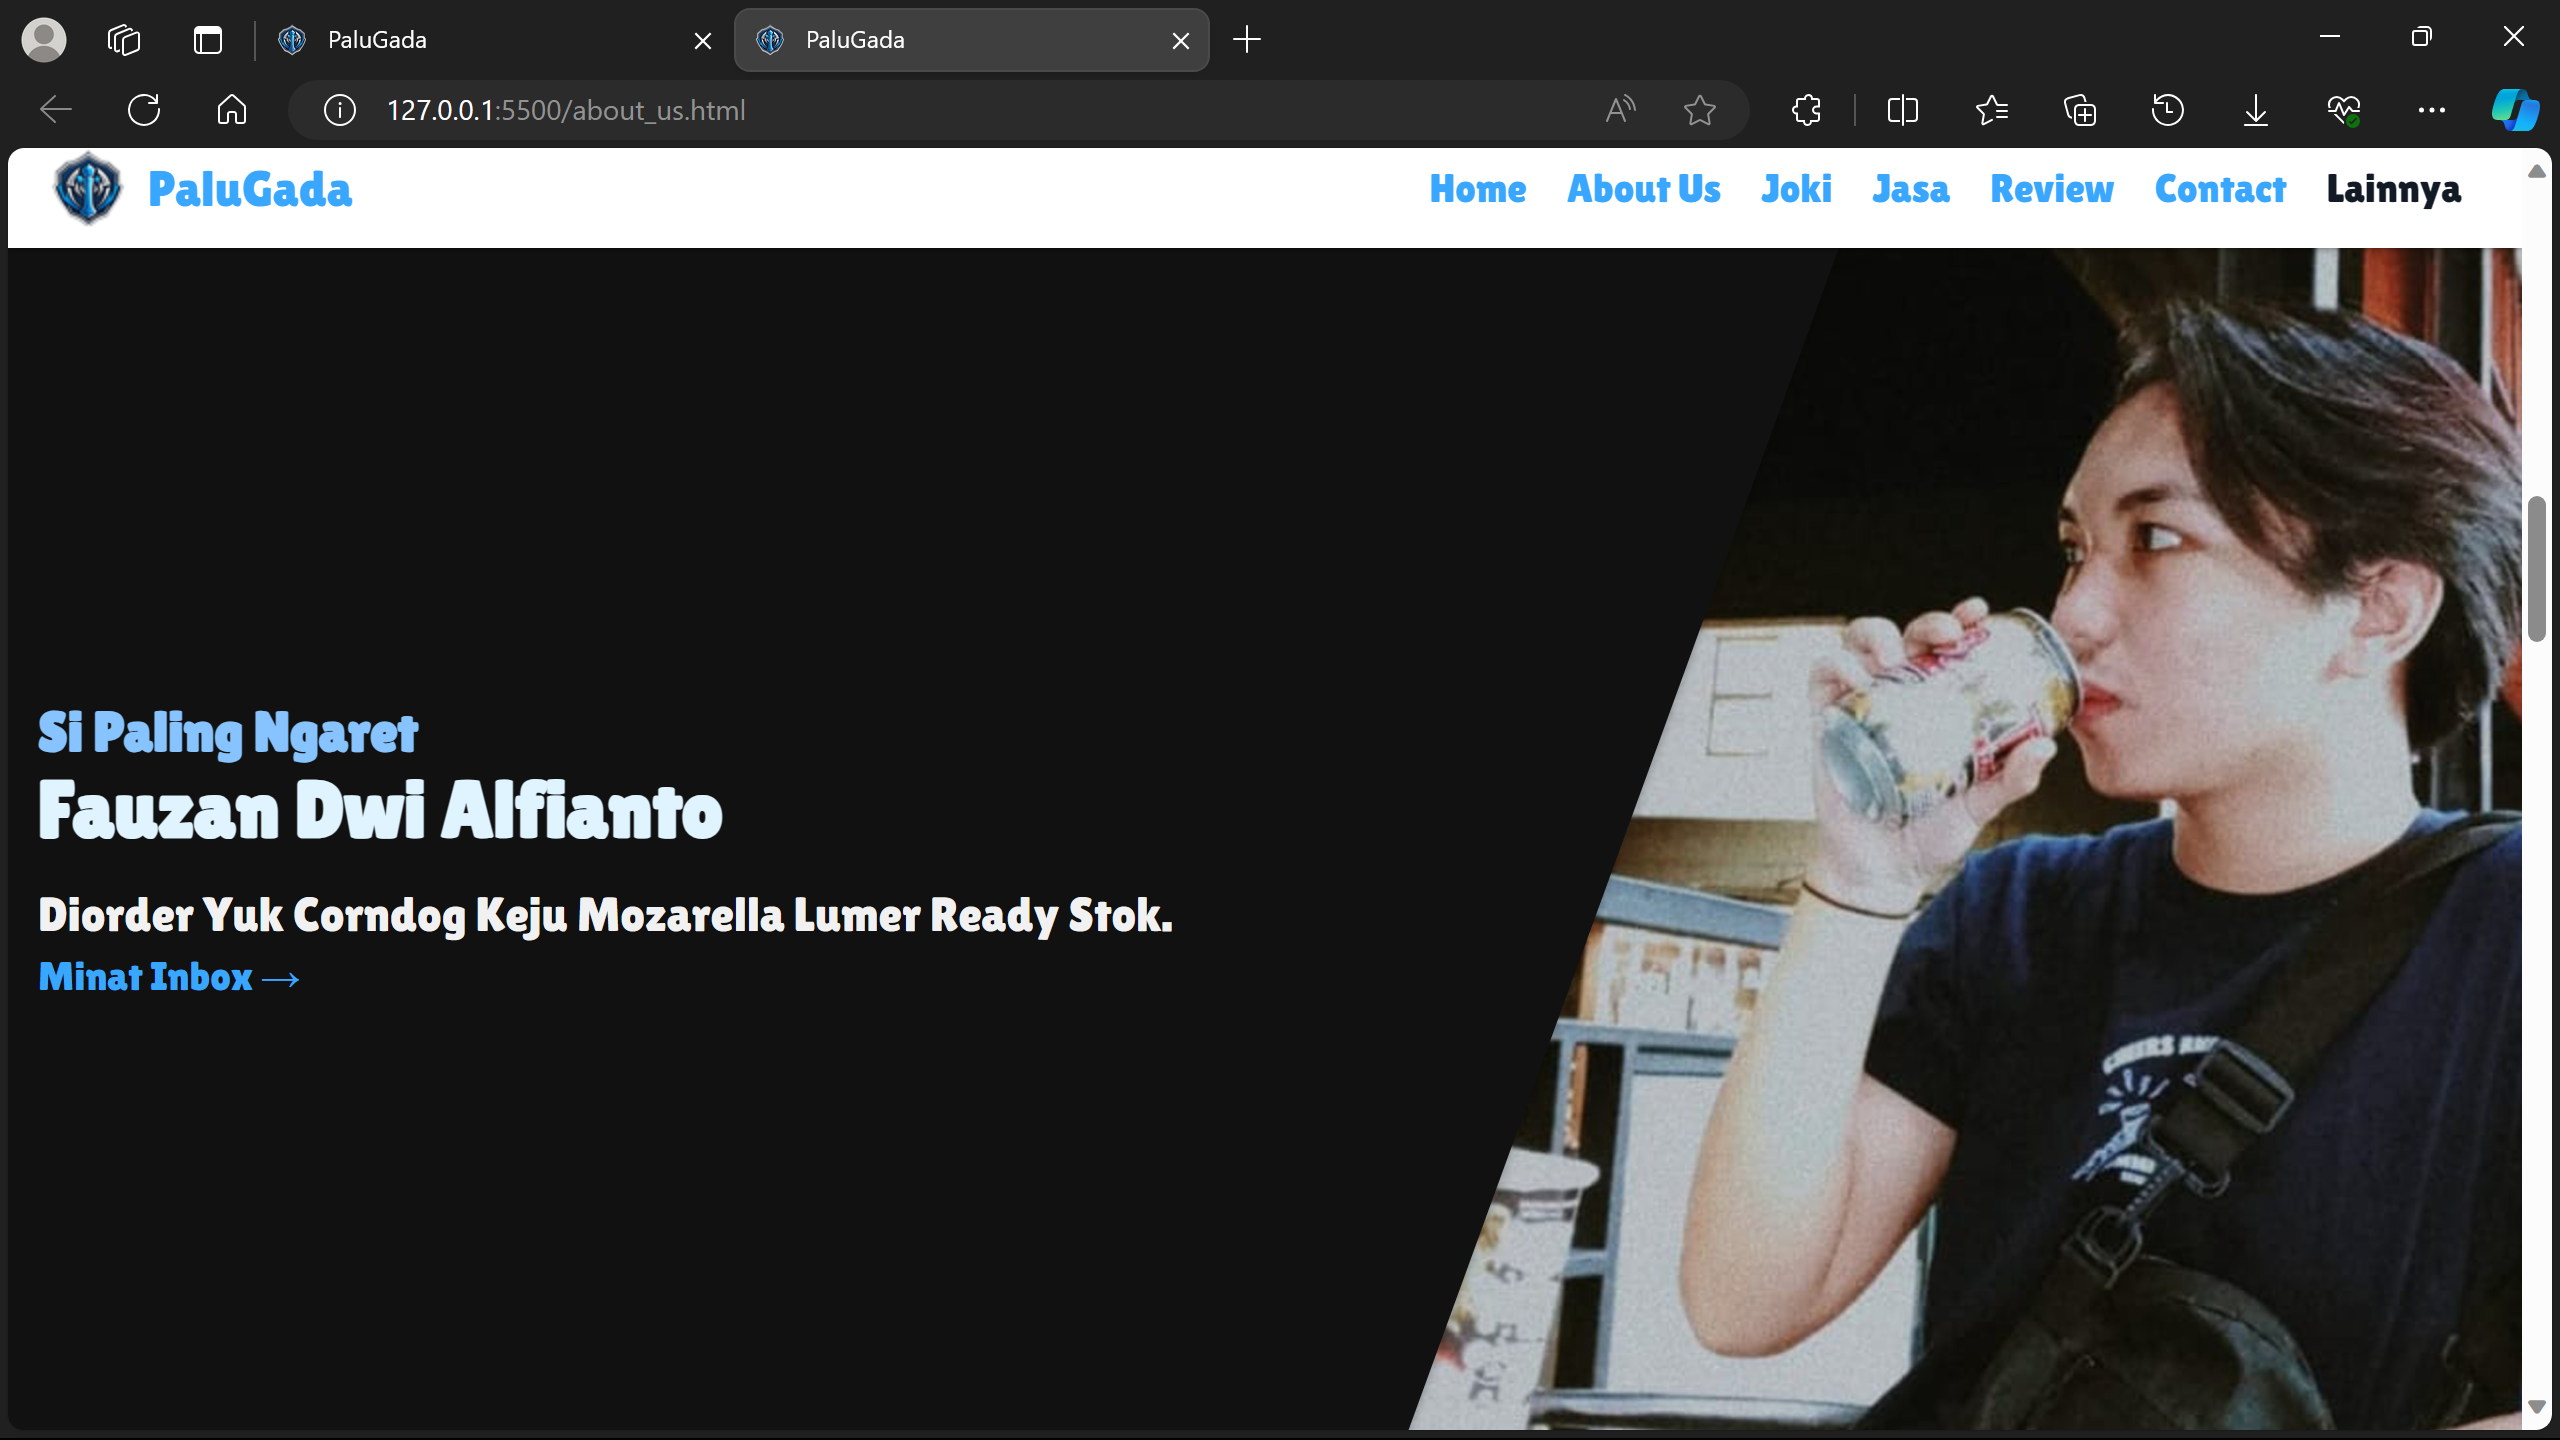 PaluGada
PaluGada
127.0.0.1:5500/about_us.html
PaluGada
Home About Us Joki Jasa Review Contact Lainnya
Si Paling Ngaret
Fauzan Dwi Alfianto
Diorder Yuk Corndog Keju Mozarella Lumer Ready Stok.
Minat Inbox →
E